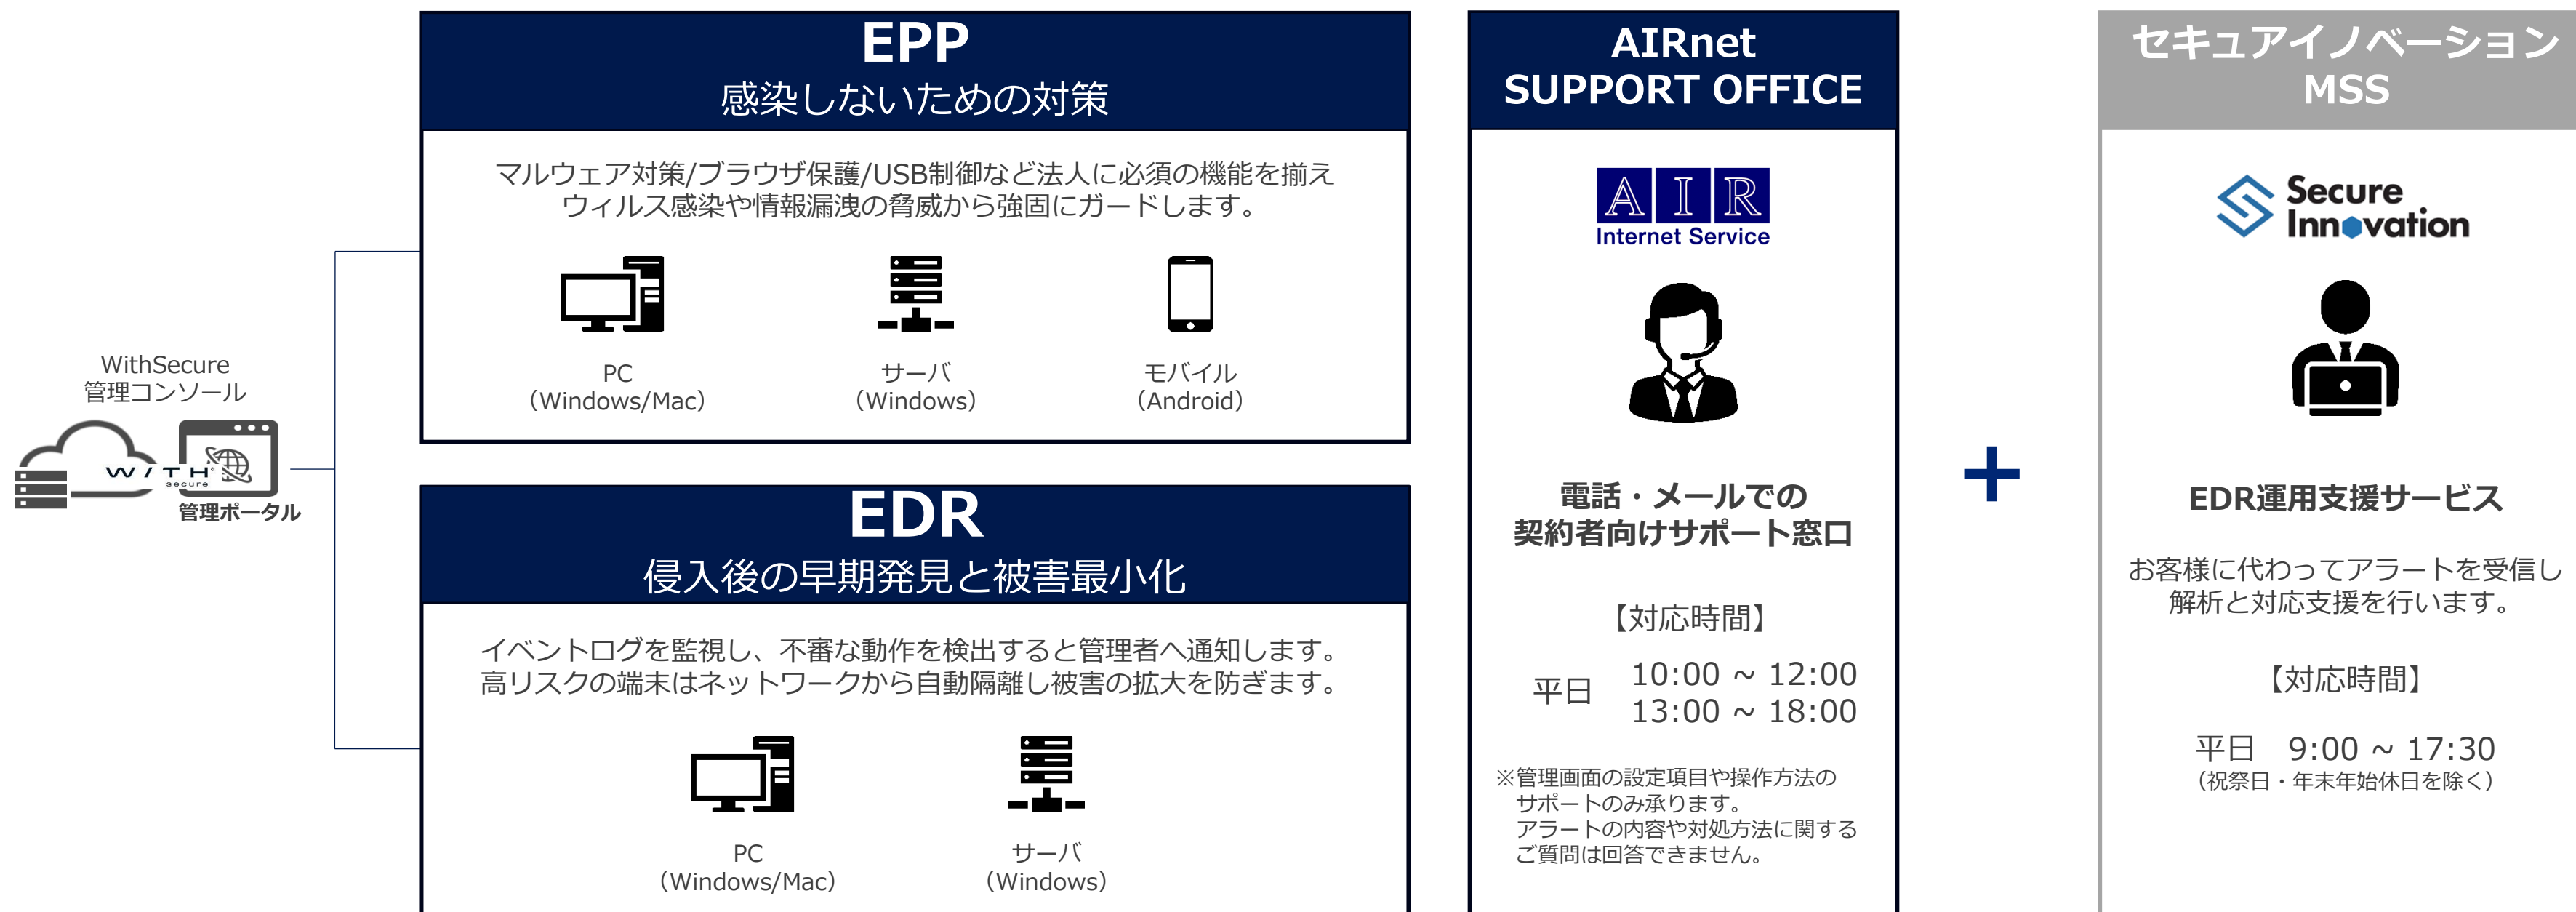 WithSecure
管理コンソール
WITH
secure
管理ポータル
EPP
感染しないための対策
マルウェア対策/ブラウザ保護/USB制御など法人に必須の機能を揃え
ウィルス感染や情報漏洩の脅威から強固にガードします。
PC
（Windows/Mac）
サーバ
（Windows）
モバイル
（Android）
EDR
侵入後の早期発見と被害最小化
イベントログを監視し、不審な動作を検出すると管理者へ通知します。
高リスクの端末はネットワークから自動隔離し被害の拡大を防ぎます。
PC
（Windows/Mac）
サーバ
（Windows）
AIRnet
SUPPORT OFFICE
AIR
Internet Service
電話・メールでの
契約者向けサポート窓口
【対応時間】
平日
10:00 ~ 12:00
13:00 ~ 18:00
※管理画面の設定項目や操作方法の
サポートのみ承ります。
アラートの内容や対処方法に関する
ご質問は回答できません。
+
セキュアイノベーション
MSS
Secure
Innovation
EDR運用支援サービス
お客様に代わってアラートを受信し
解析と対応支援を行います。
【対応時間】
平日　9:00 ~ 17:30
（祝祭日・年末年始休日を除く）